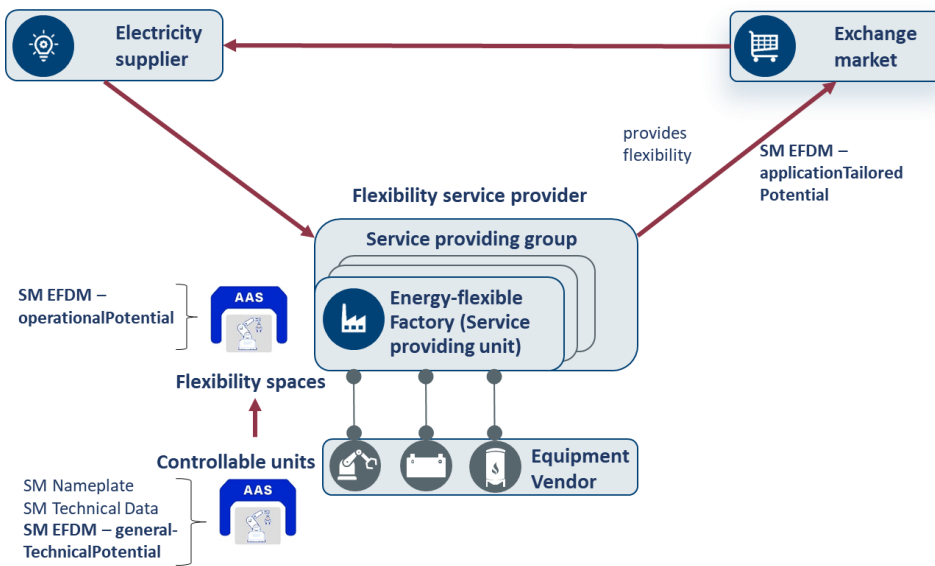 Electricity
supplier
Exchange
market
provides
flexibility
SM EFDM –
applicationTailored
Potential
Flexibility service provider
Service providing group
Energy-flexible
Factory (Service
providing unit)
SM EFDM –
operationalPotential
AAS
Flexibility spaces
Controllable units
SM Nameplate
SM Technical Data
SM EFDM – general-
TechnicalPotential
AAS
Equipment
Vendor